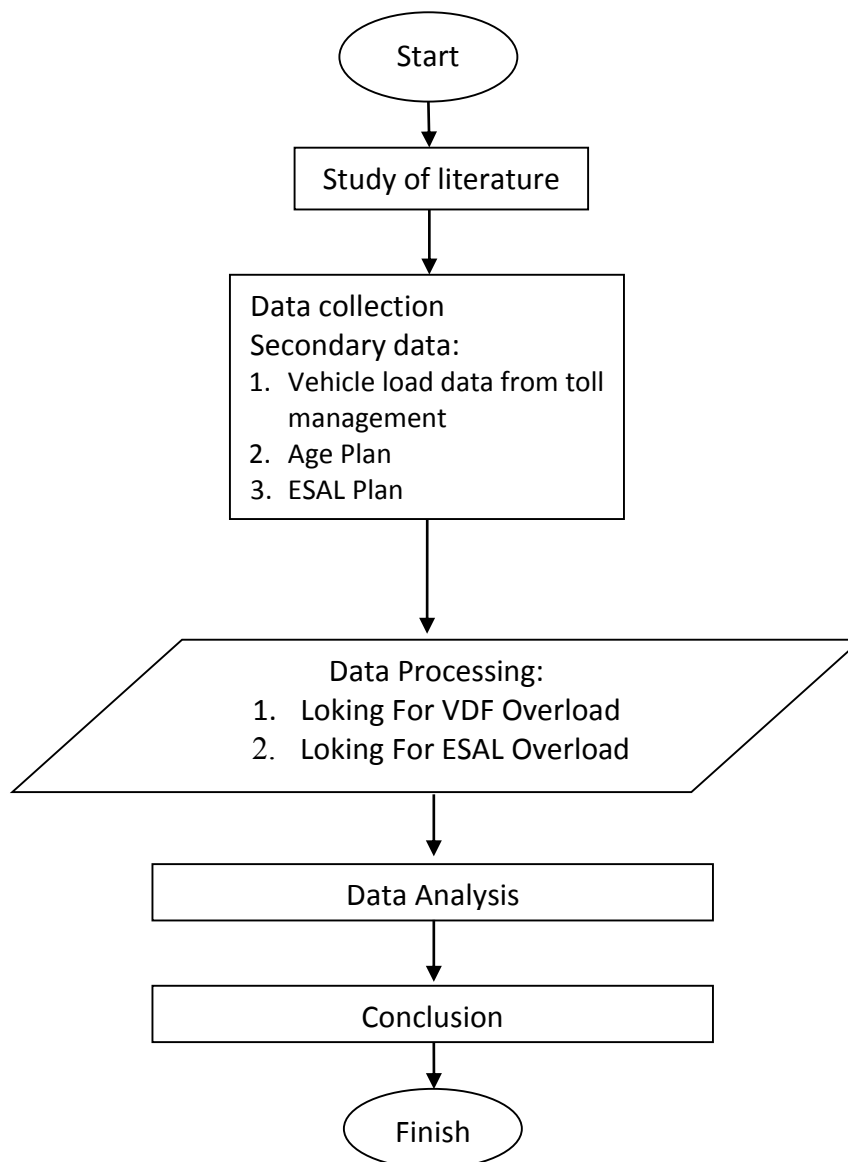 Start
Study of literature
Data collection
Secondary data:
1. Vehicle load data from toll
management
2. Age Plan
3. ESAL Plan
Data Processing:
1. Loking For VDF Overload
2. Loking For ESAL Overload
Data Analysis
Conclusion
Finish